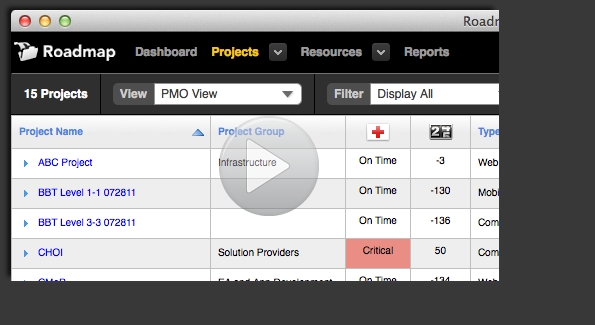 Roadm
Roadmap Dashboard Projects Resources Reports
15 Projects View PMO View Filter Display All
Project Name Project Group Type
ABC Project Infrastructure On Time -3 Web
BBT Level 1-1 072811 On Time -130 Mobi
BBT Level 3-3 072811 On Time -136 Com
CHOI Solution Providers Critical 50 Com
EA and App Development On Time -134 Web